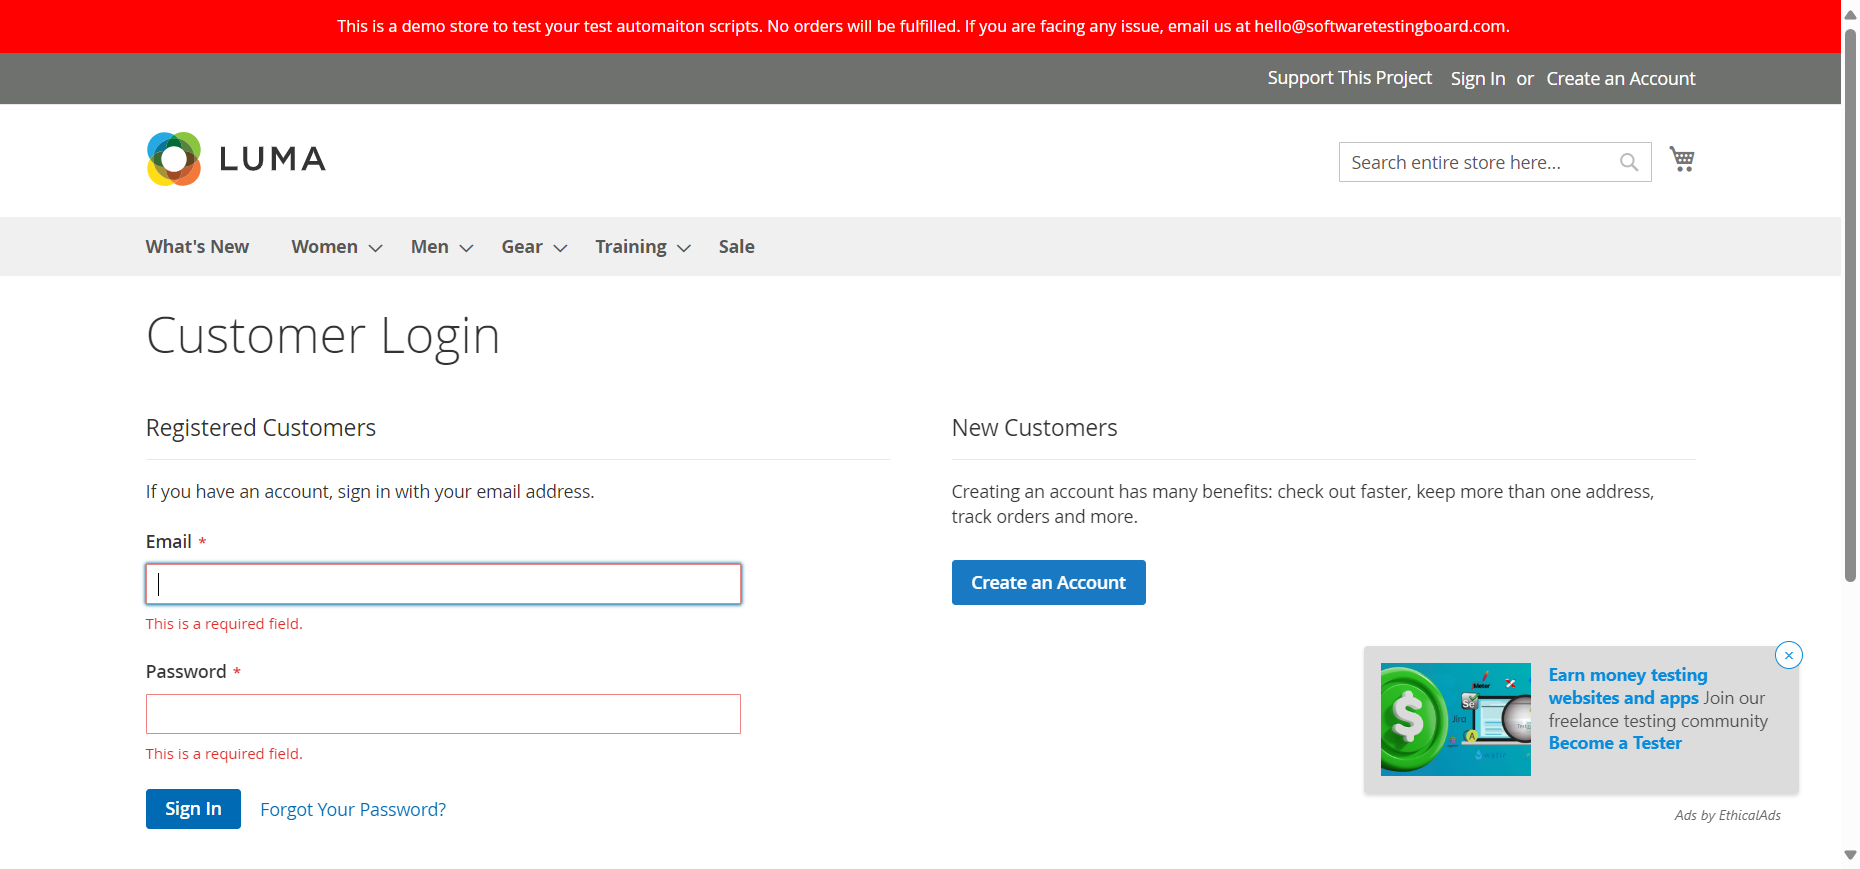 This is a demo store to test your test automaiton scripts. No orders will be fulfilled. If you are facing any issue, email us at hello@softwaretestingboard.com.
Support This Project Sign In or Create an Account
LUMA
Search entire store here...
What's New Women Men Gear Training Sale
Customer Login
Registered Customers
If you have an account, sign in with your email address.
Email *
This is a required field.
Password *
This is a required field.
Sign In Forgot Your Password?
New Customers
Creating an account has many benefits: check out faster, keep more than one address,
track orders and more.
Create an Account
Earn money testing
websites and apps Join our
freelance testing community
Become a Tester
Meter
Se
Jira
Ads by EthicalAds